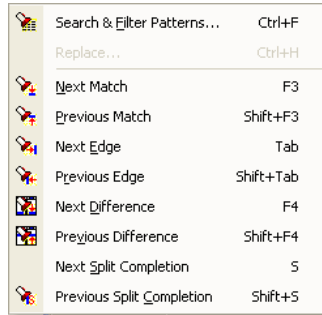 Search & Filter Patterns... Ctrl+F
Replace... Ctrl+H
Next Match F3
Previous Match Shift+F3
Next Edge Tab
Previous Edge Shift+Tab
Next Difference F4
Previous Difference Shift+F4
Next Split Completion S
Previous Split Completion Shift+S